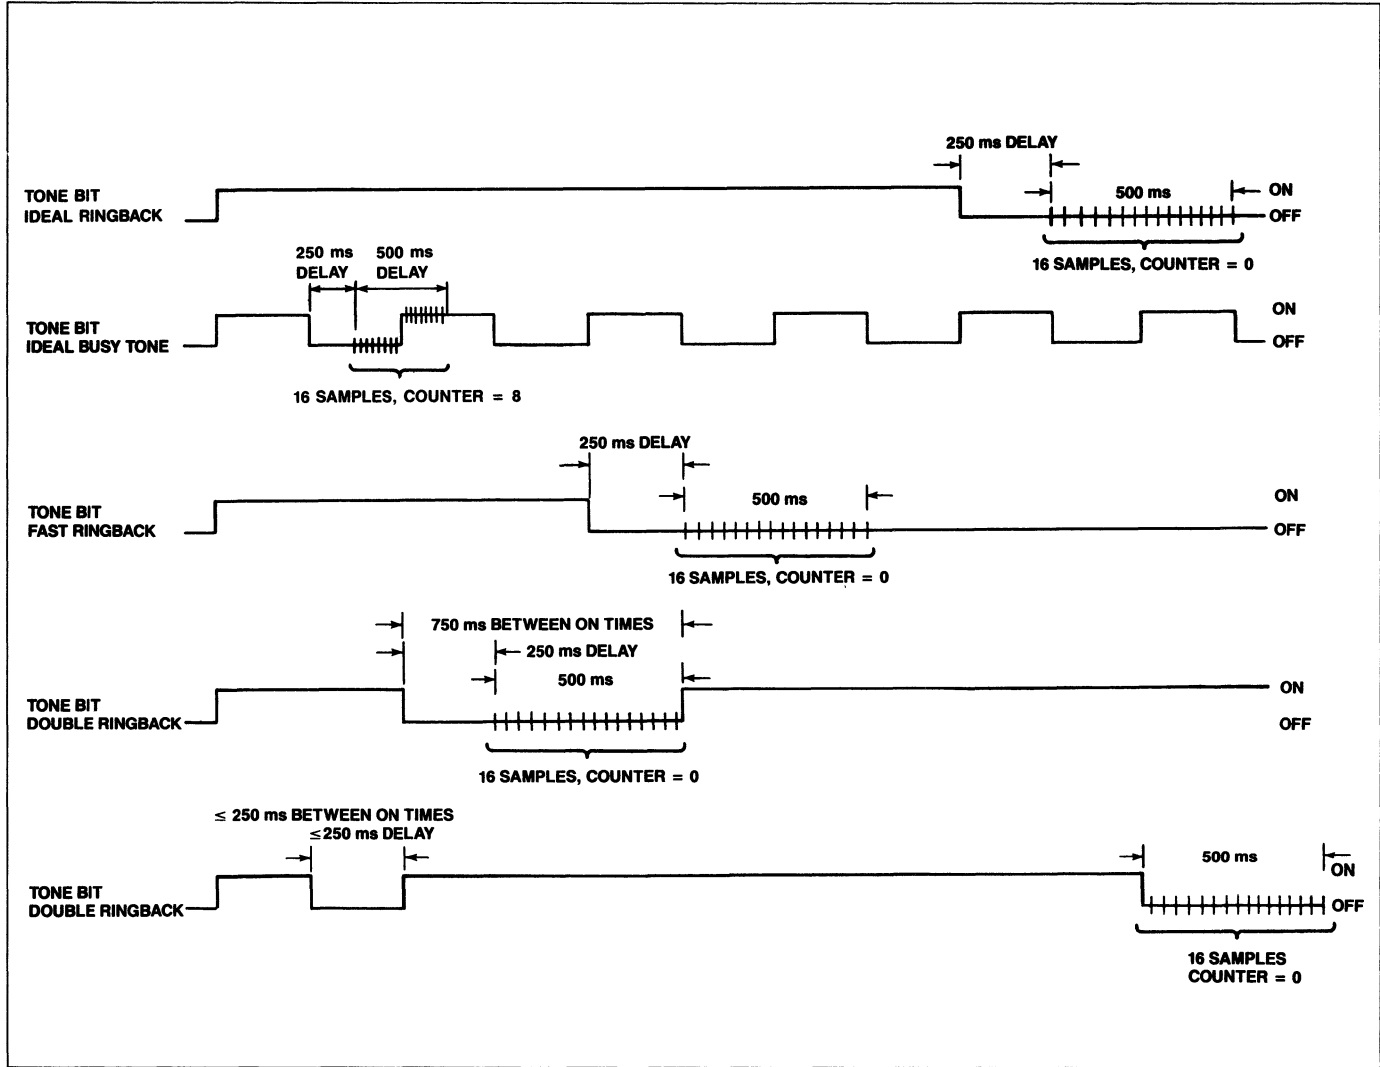 250 ms DELAY
TONE BIT
IDEAL RINGBACK
500 ms
ON
OFF
16 SAMPLES, COUNTER = 0
250 ms
DELAY
500 ms
DELAY
TONE BIT
IDEAL BUSY TONE
ON
OFF
16 SAMPLES, COUNTER = 8
250 ms DELAY
TONE BIT
FAST RINGBACK
500 ms
ON
OFF
16 SAMPLES, COUNTER = 0
750 ms BETWEEN ON TIMES
250 ms DELAY
500 ms
TONE BIT
DOUBLE RINGBACK
ON
OFF
16 SAMPLES, COUNTER = 0
≤ 250 ms BETWEEN ON TIMES
≤250 ms DELAY
TONE BIT
DOUBLE RINGBACK
500 ms
ON
OFF
16 SAMPLES
COUNTER = 0